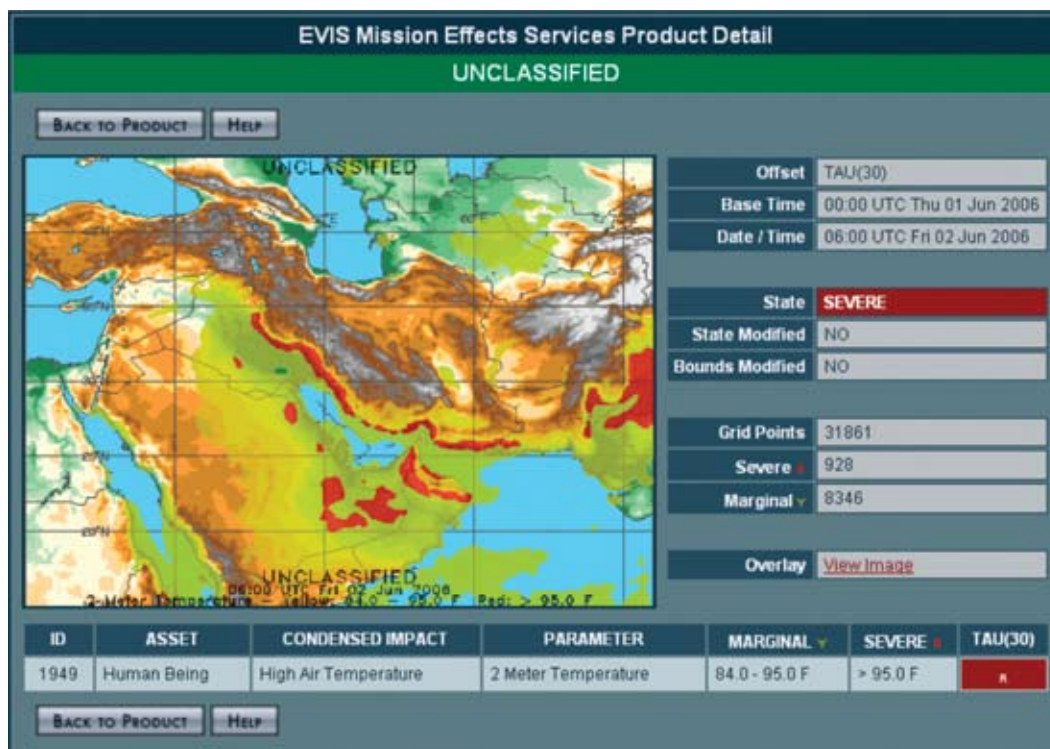 EVIS Mission Effects Services Product Detail
UNCLASSIFIED
BACK TO PRODUCT HELP
UNCLASSIFIED
Offset TAU(30)
Base Time 00:00 UTC Thu 01 Jun 2006
Date / Time 06:00 UTC Fri 02 Jun 2006
State SEVERE
State Modified NO
Bounds Modified NO
Grid Points 31861
Severe R 928
Marginal Y 8346
Overlay View Image
20°N
UNCLASSIFIED
06:00 UTC Fri 02 Jun 2006
2-Meter Temperature - Yellow: 84.0 - 95.0 F Red: > 95.0 F
ID ASSET CONDENSED IMPACT PARAMETER MARGINAL Y SEVERE R TAU(30)
1949 Human Being High Air Temperature 2 Meter Temperature 84.0 - 95.0 F > 95.0 F R
BACK TO PRODUCT HELP